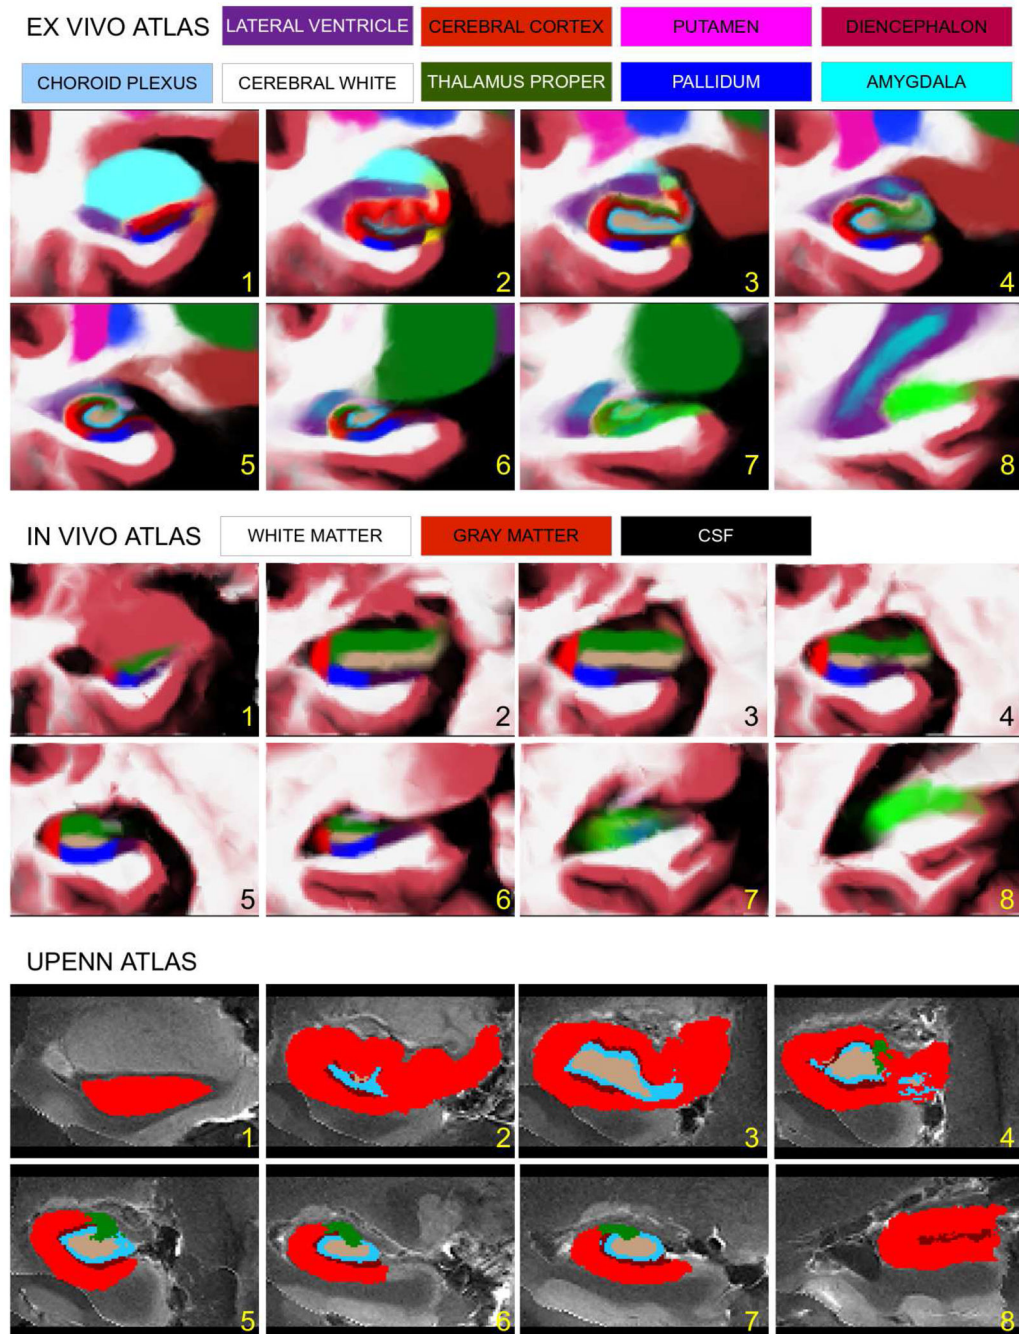 EX VIVO ATLAS LATERAL VENTRICLE CEREBRAL CORTEX PUTAMEN DIENCEPHALON
CHOROID PLEXUS CEREBRAL WHITE THALAMUS PROPER PALLIDUM AMYGDALA
1 2 3 4
5 6 7 8
IN VIVO ATLAS WHITE MATTER GRAY MATTER CSF
1 2 3 4
5 6 7 8
UPENN ATLAS
1 2 3 4
5 6 7 8